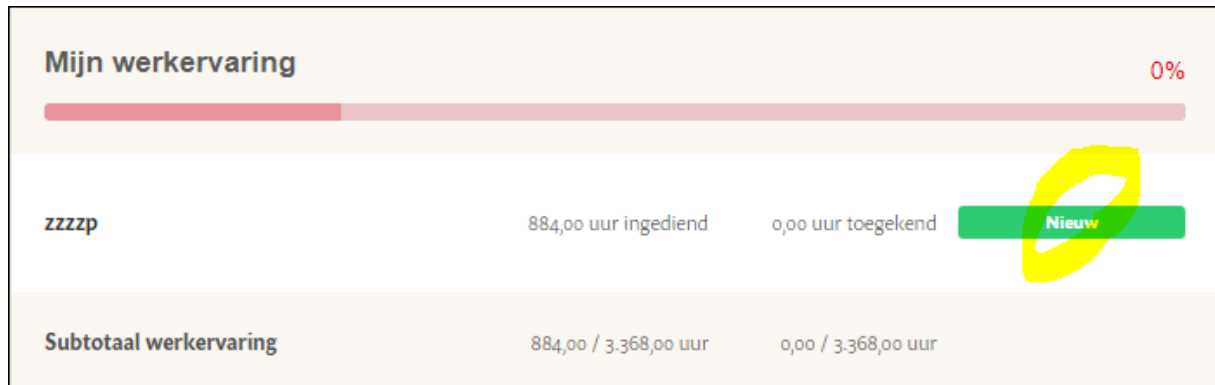 Mijn werkervaring
0%
zzzzp 884,00 uur ingediend 0,00 uur toegekend Nieuw
Subtotaal werkervaring 884,00 / 3.368,00 uur 0,00 / 3.368,00 uur